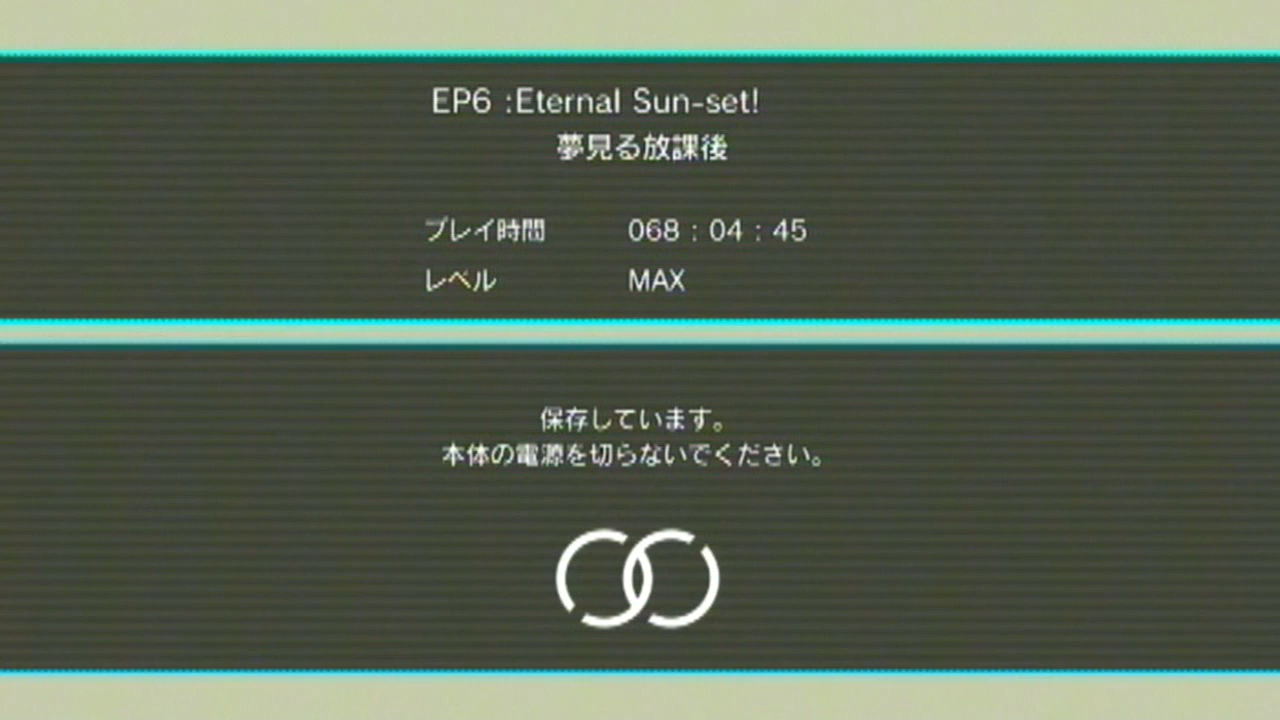 EP6 :Eternal Sun-set!
夢見る放課後
プレイ時間 068 : 04 : 45
レベル MAX
保存しています。
本体の電源を切らないでください。